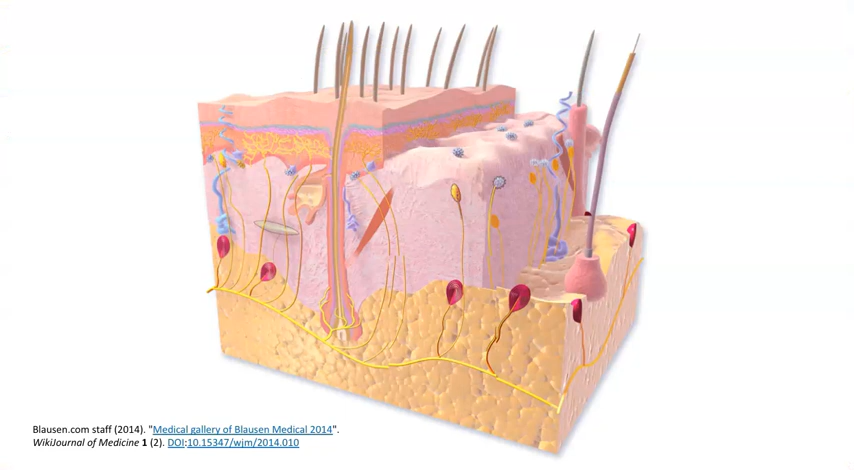 Blausen.com staff (2014). "Medical gallery of Blausen Medical 2014".
WikiJournal of Medicine 1 (2). DOI:10.15347/wjm/2014.010